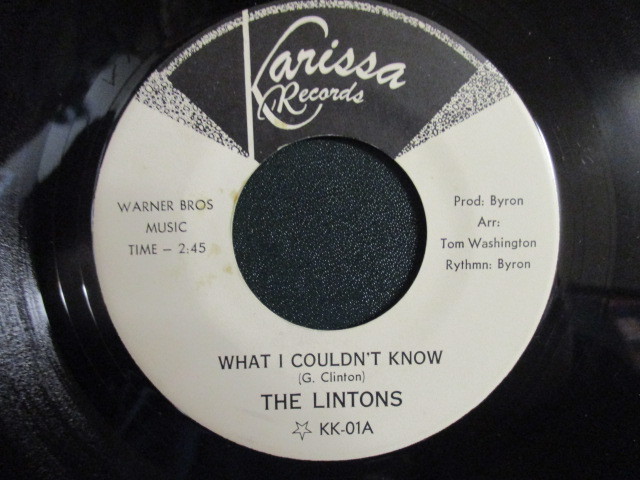 Karissa
Records
WARNER BROS
MUSIC
TIME – 2:45
Prod: Byron
Arr:
Tom Washington
Rythmn: Byron
WHAT I COULDN'T KNOW
(G. Clinton)
THE LINTONS
☆ KK-01A